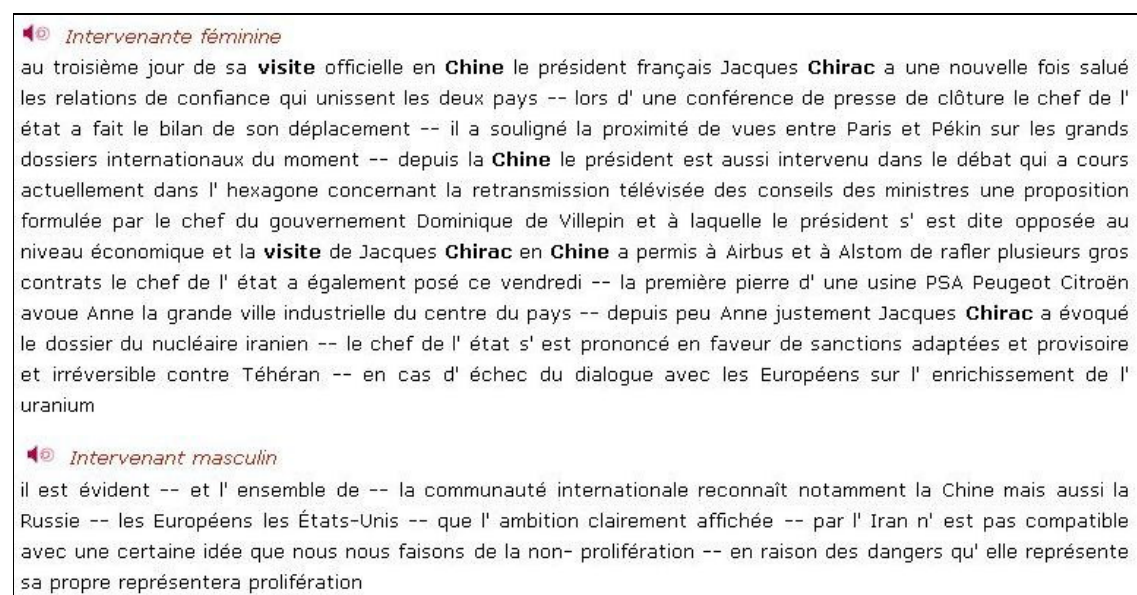 Intervenante féminine
au troisième jour de sa visite officielle en Chine le président français Jacques Chirac a une nouvelle fois salué
les relations de confiance qui unissent les deux pays -- lors d' une conférence de presse de clôture le chef de l'
état a fait le bilan de son déplacement -- il a souligné la proximité de vues entre Paris et Pékin sur les grands
dossiers internationaux du moment -- depuis la Chine le président est aussi intervenu dans le débat qui a cours
actuellement dans l' hexagone concernant la retransmission télévisée des conseils des ministres une proposition
formulée par le chef du gouvernement Dominique de Villepin et à laquelle le président s' est dite opposée au
niveau économique et la visite de Jacques Chirac en Chine a permis à Airbus et à Alstom de rafler plusieurs gros
contrats le chef de l' état a également posé ce vendredi -- la première pierre d' une usine PSA Peugeot Citroën
avoue Anne la grande ville industrielle du centre du pays -- depuis peu Anne justement Jacques Chirac a évoqué
le dossier du nucléaire iranien -- le chef de l' état s' est prononcé en faveur de sanctions adaptées et provisoire
et irréversible contre Téhéran -- en cas d' échec du dialogue avec les Européens sur l' enrichissement de l'
uranium
Intervenant masculin
il est évident -- et l' ensemble de -- la communauté internationale reconnaît notamment la Chine mais aussi la
Russie -- les Européens les États-Unis -- que l' ambition clairement affichée -- par l' Iran n' est pas compatible
avec une certaine idée que nous nous faisons de la non- prolifération -- en raison des dangers qu' elle représente
sa propre représentera prolifération